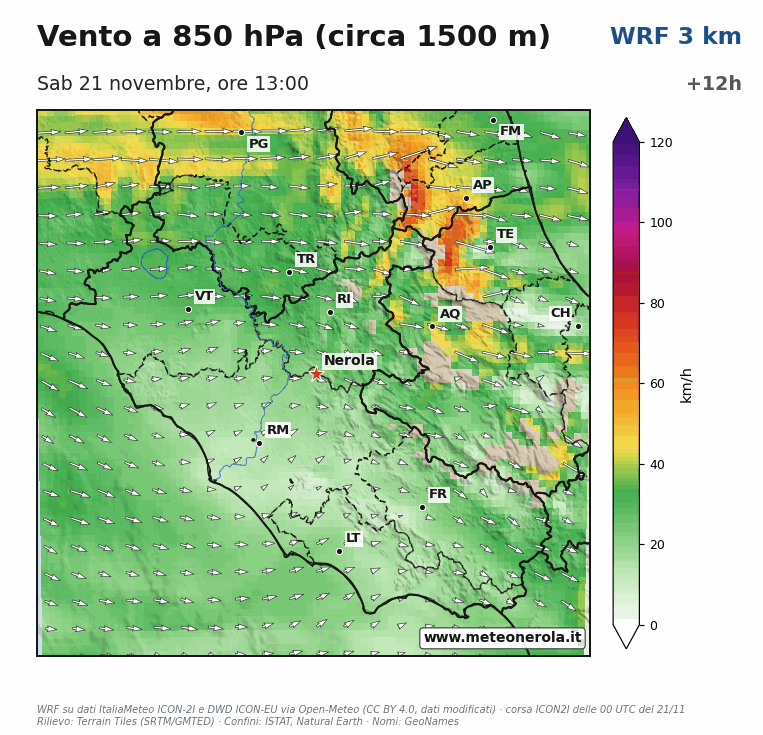 Vento a 850 hPa (circa 1500 m)
WRF 3 km
Sab 21 novembre, ore 13:00
+12h
PG
FM
AP
TE
TR
VT
RI
AQ
CH
Nerola
RM
FR
LT
www.meteonerola.it
120
100
80
60
40
20
0
km/h
WRF su dati ItaliaMeteo ICON-2I e DWD ICON-EU via Open-Meteo (CC BY 4.0, dati modificati) · corsa ICON2I delle 00 UTC del 21/11
Rilievo: Terrain Tiles (SRTM/GMTED) · Confini: ISTAT, Natural Earth · Nomi: GeoNames